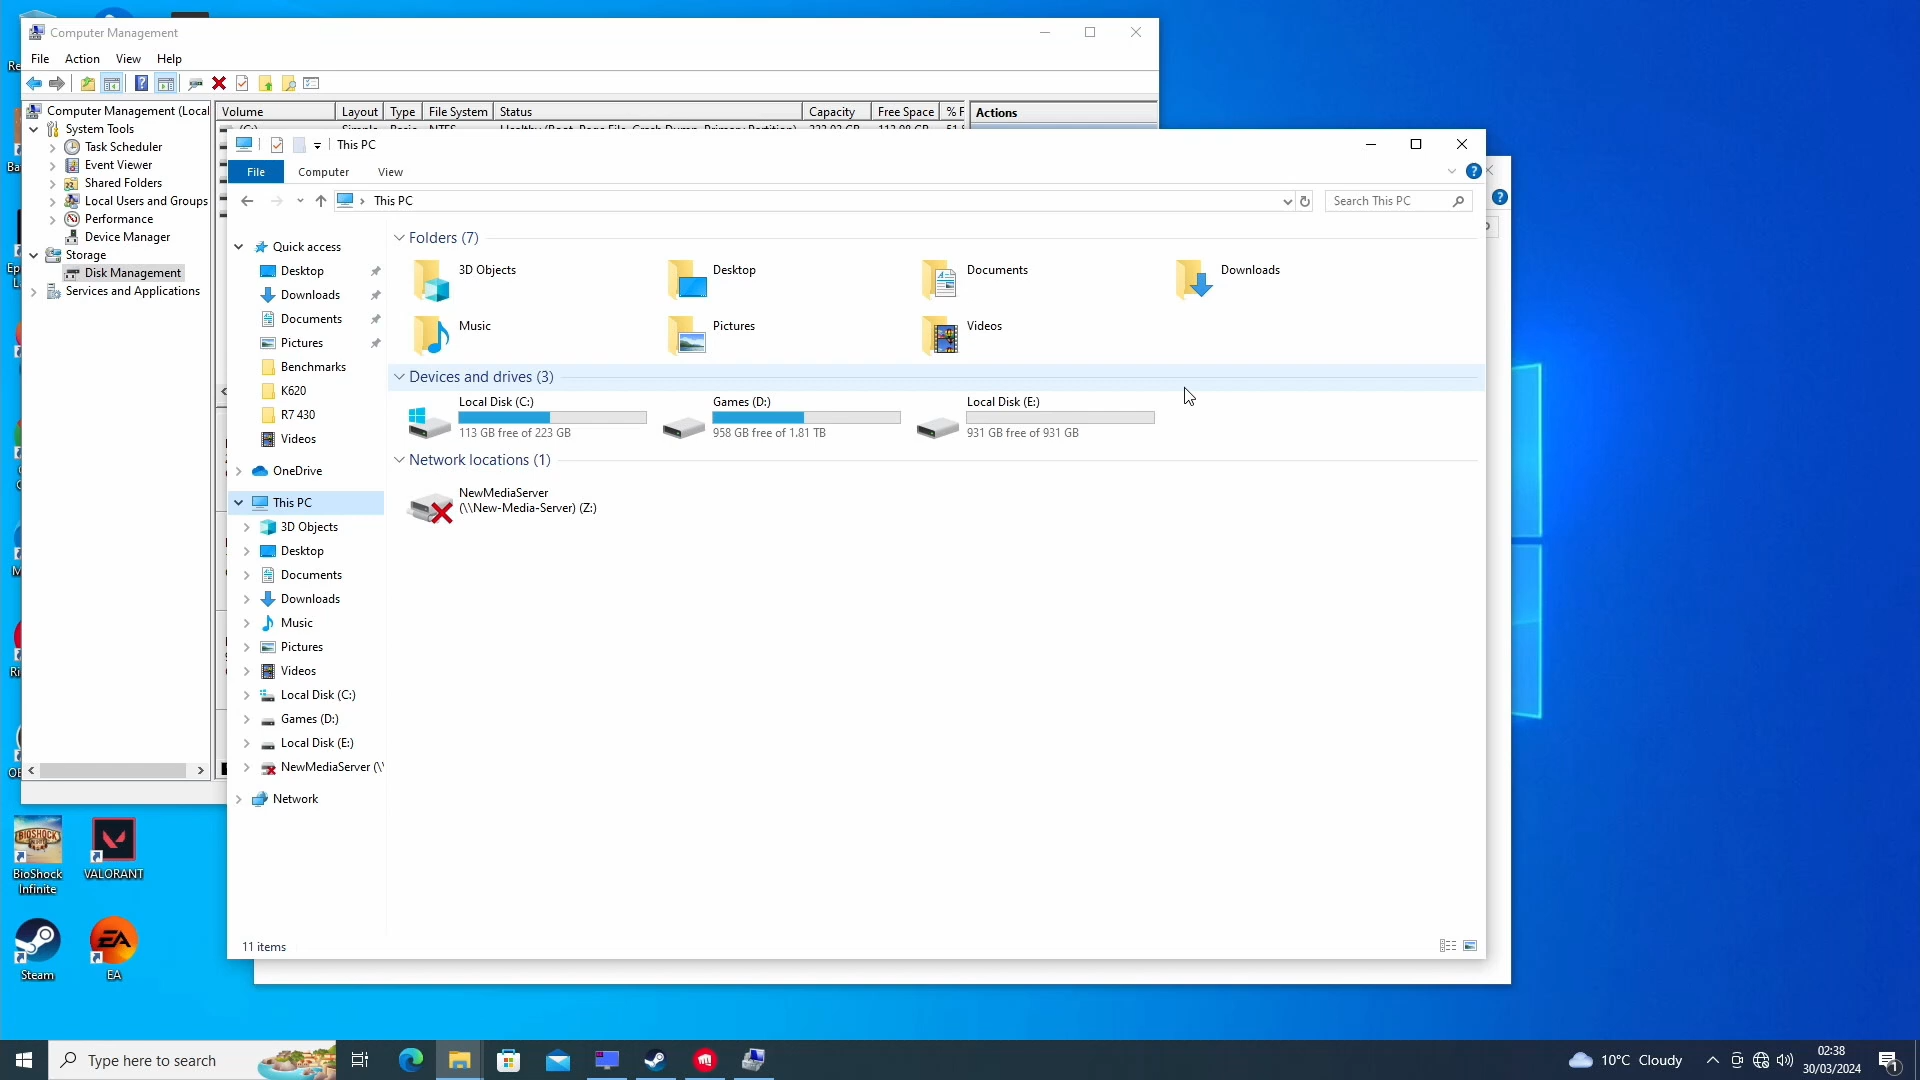 Computer Management
File Action View Help
Computer Management (Local
System Tools
Task Scheduler
Event Viewer
Shared Folders
Local Users and Groups
Performance
Device Manager
Storage
Disk Management
Services and Applications
Volume Layout Type File System Status Capacity Free Space % F
Actions
This PC
File Computer View
This PC
Search This PC
Quick access
Desktop
Downloads
Documents
Pictures
Benchmarks
K620
R7 430
Videos
OneDrive
This PC
3D Objects
Desktop
Documents
Downloads
Music
Pictures
Videos
Local Disk (C:)
Games (D:)
Local Disk (E:)
NewMediaServer (\\
Network
Folders (7)
3D Objects
Desktop
Documents
Downloads
Music
Pictures
Videos
Devices and drives (3)
Local Disk (C:)
113 GB free of 223 GB
Games (D:)
958 GB free of 1.81 TB
Local Disk (E:)
931 GB free of 931 GB
Network locations (1)
NewMediaServer
(\\New-Media-Server) (Z:)
11 items
BIOSHOCK
BioShock
Infinite
VALORANT
Steam
EA
EA
Type here to search
10°C Cloudy
02:38
30/03/2024
1